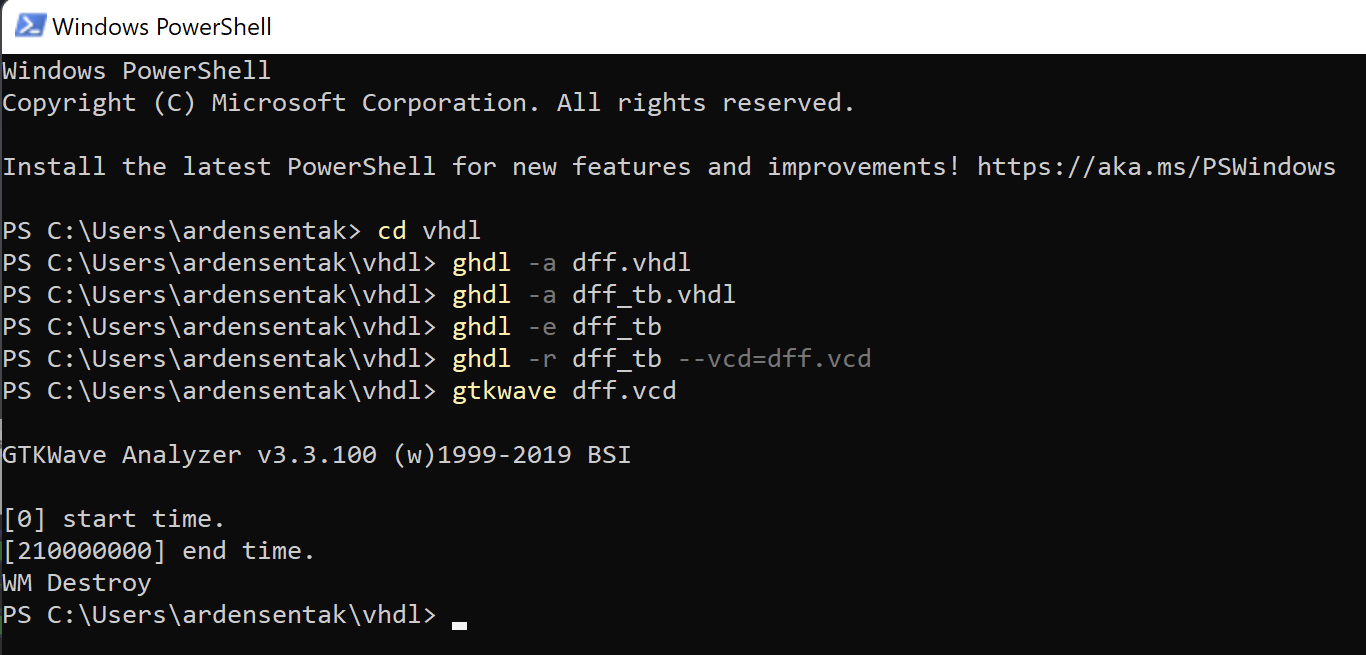 Windows PowerShell
Windows PowerShell
Copyright (C) Microsoft Corporation. All rights reserved.
Install the latest PowerShell for new features and improvements! https://aka.ms/PSWindows
PS C:\Users\ardensentak> cd vhdl
PS C:\Users\ardensentak\vhdl> ghdl -a dff.vhdl
PS C:\Users\ardensentak\vhdl> ghdl -a dff_tb.vhdl
PS C:\Users\ardensentak\vhdl> ghdl -e dff_tb
PS C:\Users\ardensentak\vhdl> ghdl -r dff_tb --vcd=dff.vcd
PS C:\Users\ardensentak\vhdl> gtkwave dff.vcd
GTKWave Analyzer v3.3.100 (w)1999-2019 BSI
[0] start time.
[210000000] end time.
WM Destroy
PS C:\Users\ardensentak\vhdl>